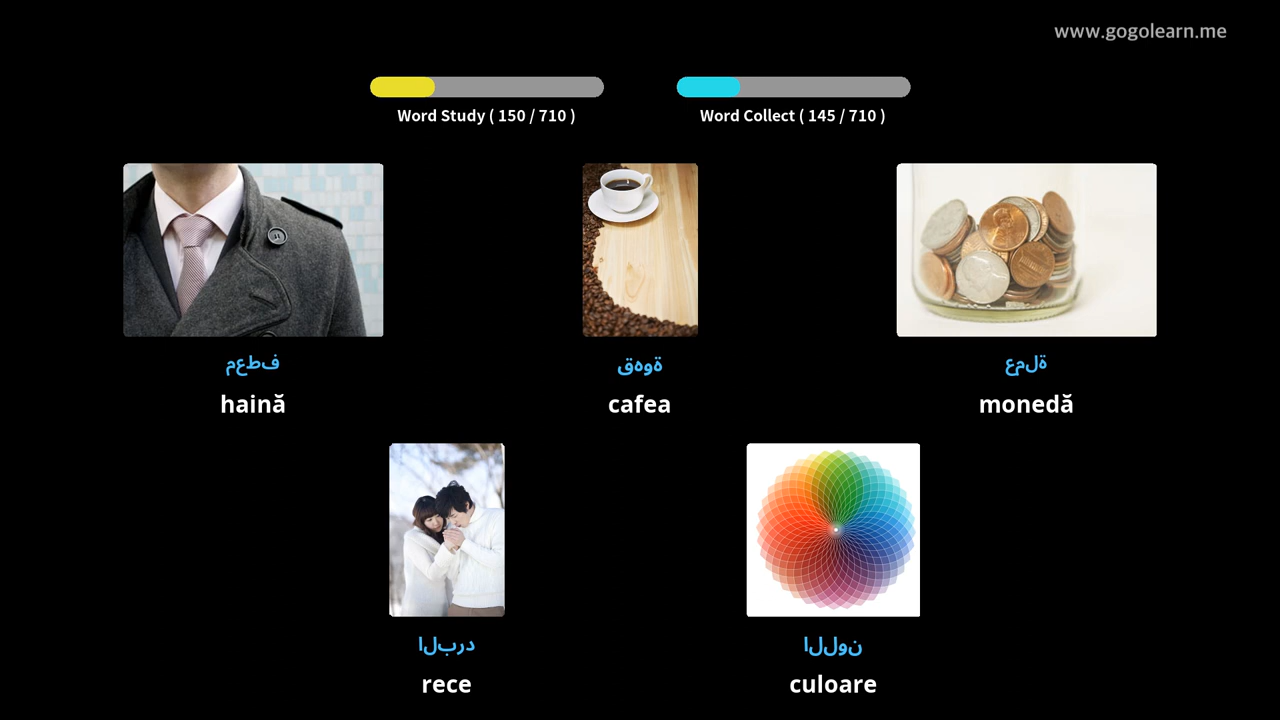 www.gogolearn.me
Word Study ( 150 / 710 )
Word Collect ( 145 / 710 )
معطف
قهوة
عملة
haină
cafea
monedă
البرد
اللون
rece
culoare